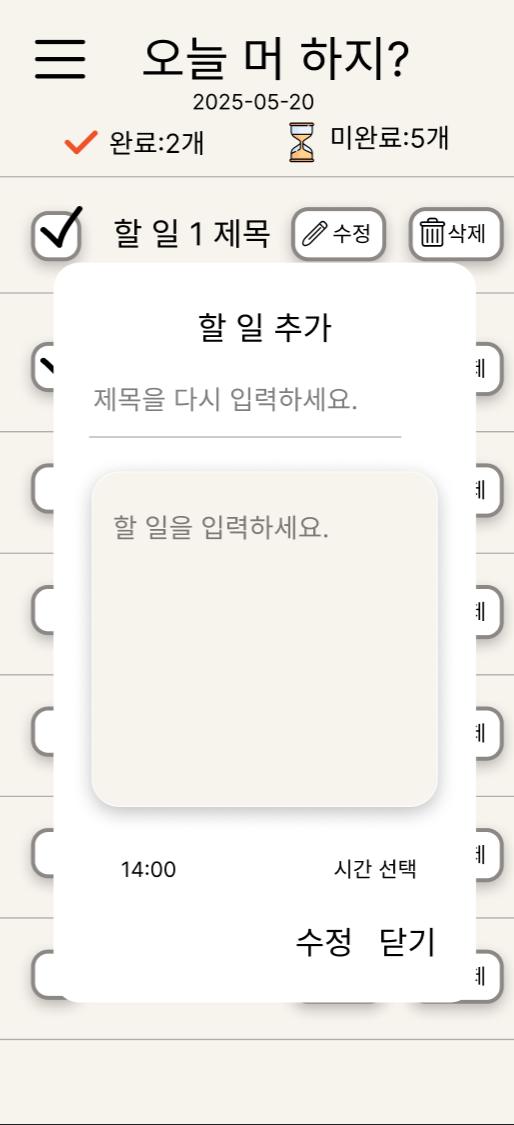 오늘 머 하지?
2025-05-20
완료:2개
미완료:5개
할 일 1 제목
수정
삭제
할 일 추가
제목을 다시 입력하세요.
할 일을 입력하세요.
14:00
시간 선택
수정 닫기